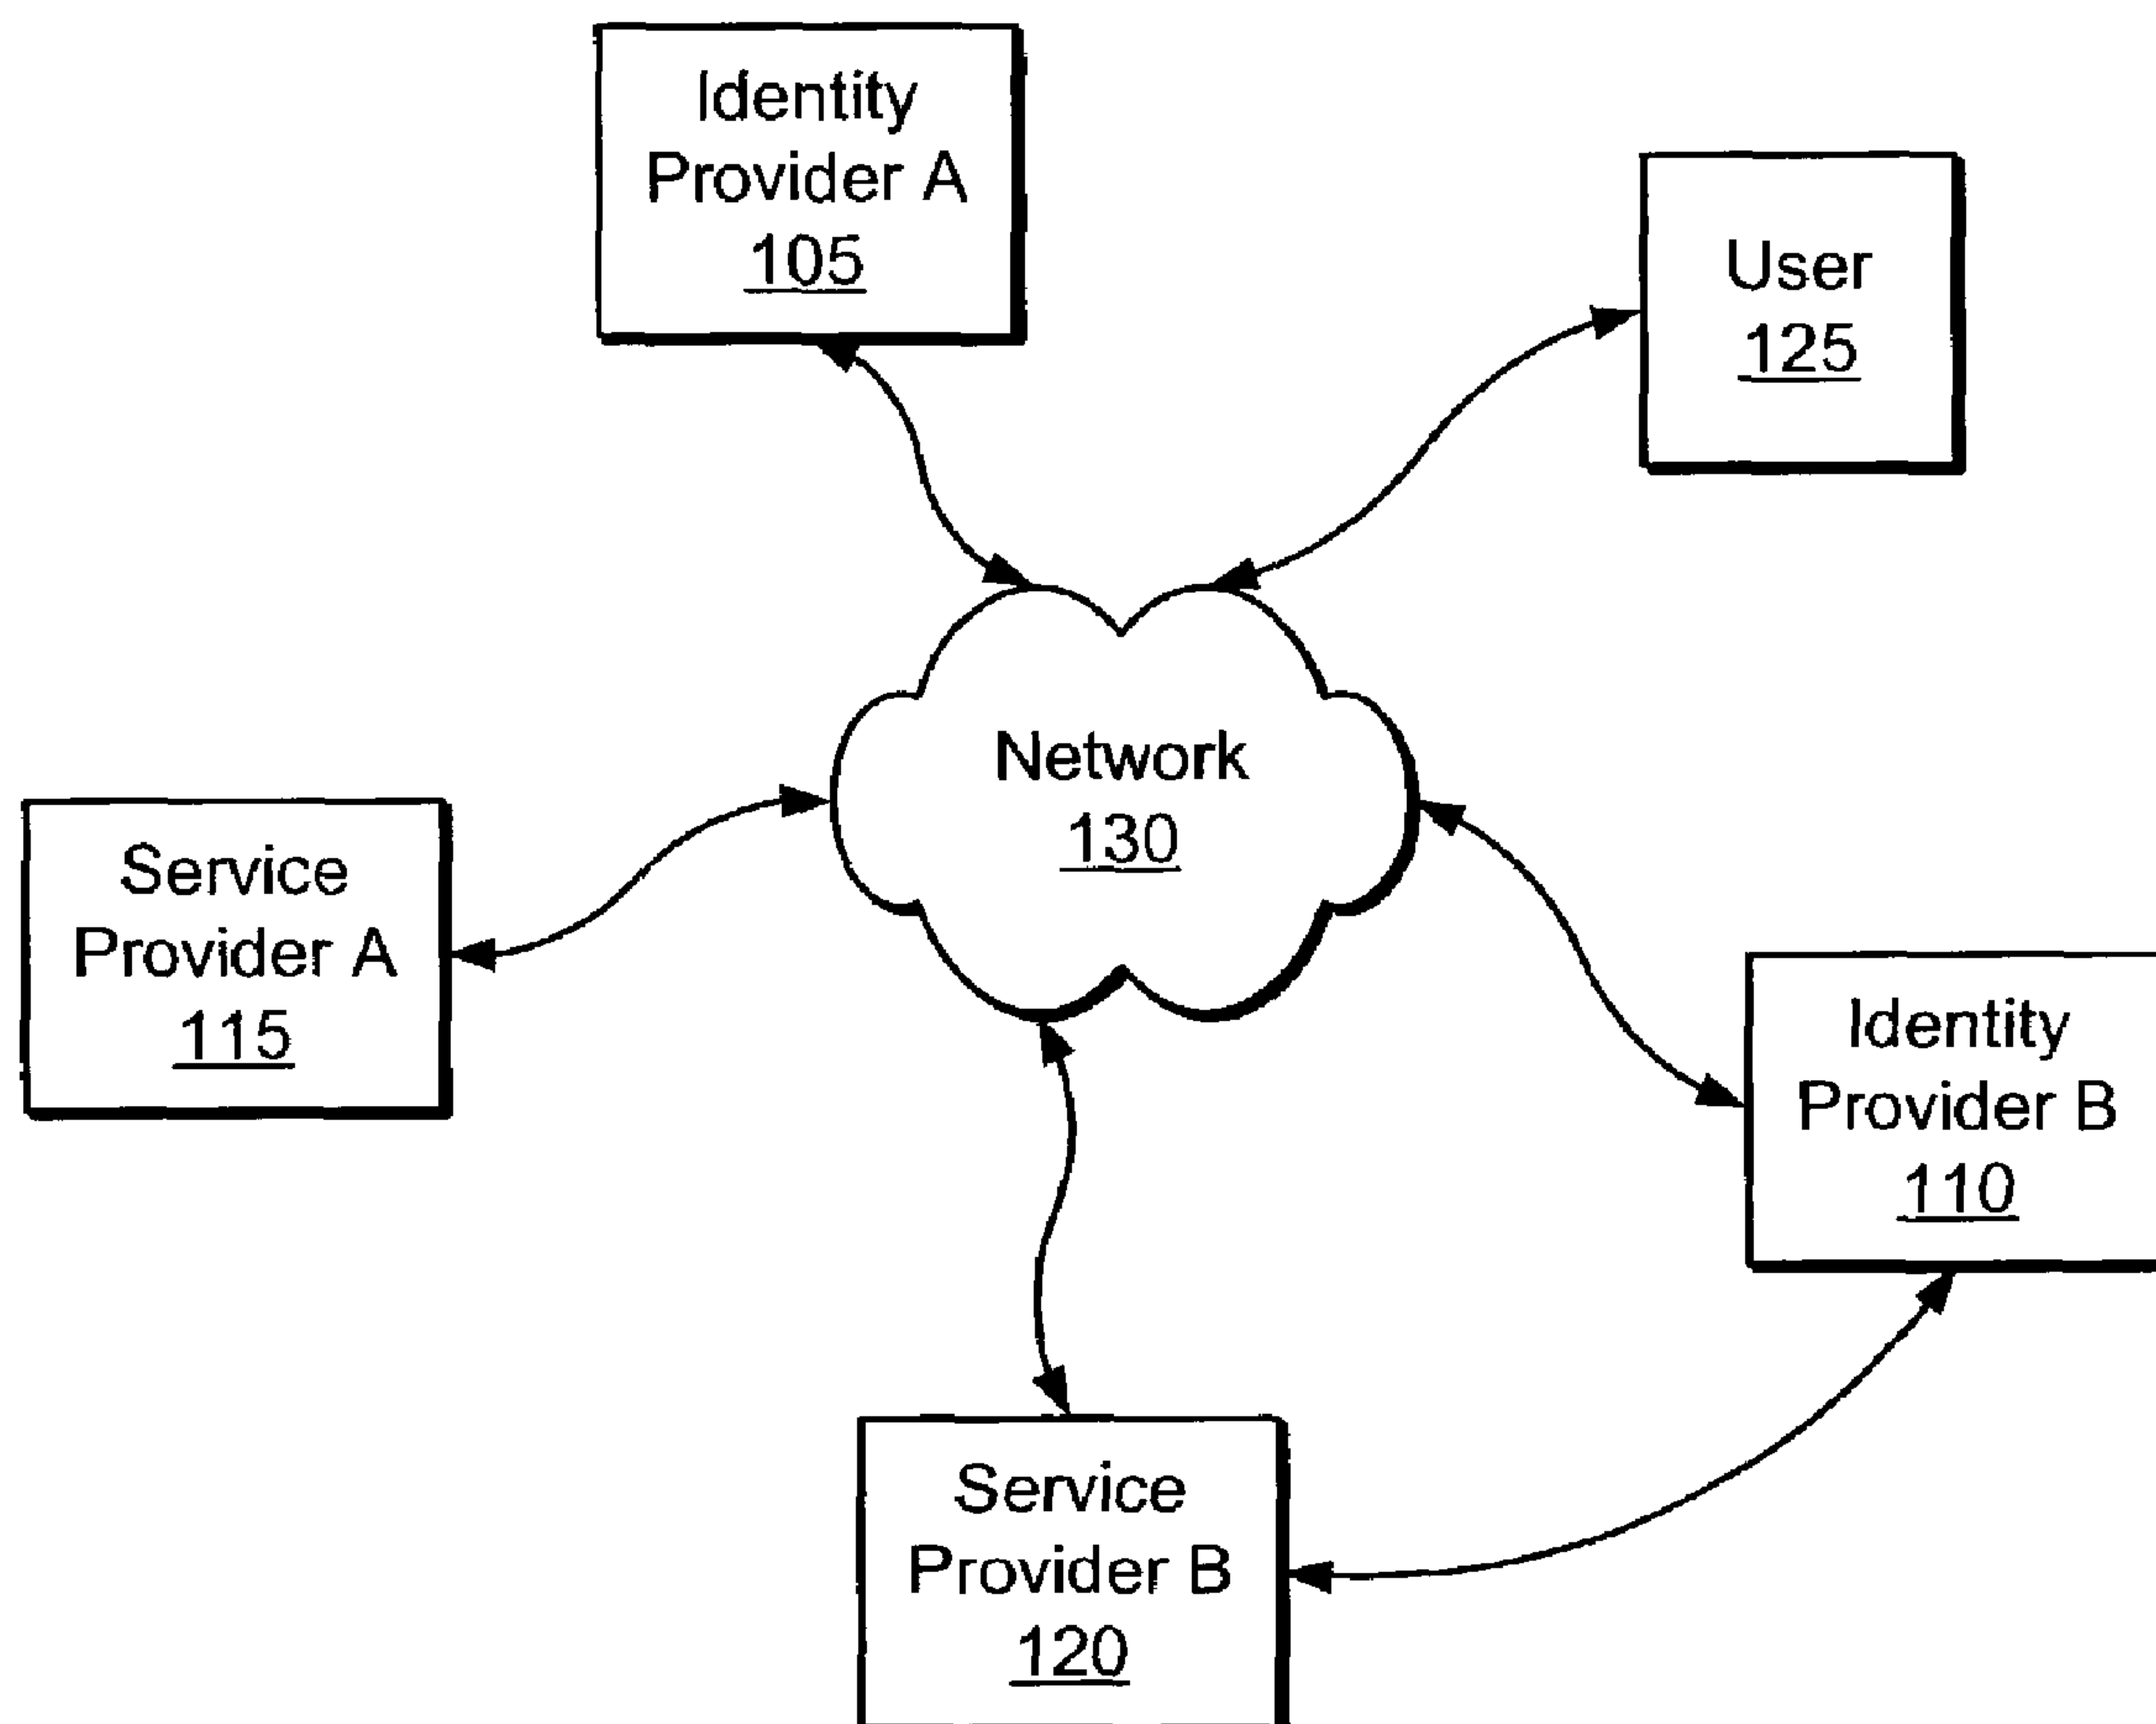 Identity
Provider A
105
User
125
Network
130
Service
Provider A
115
Identity
Provider B
110
Service
Provider B
120